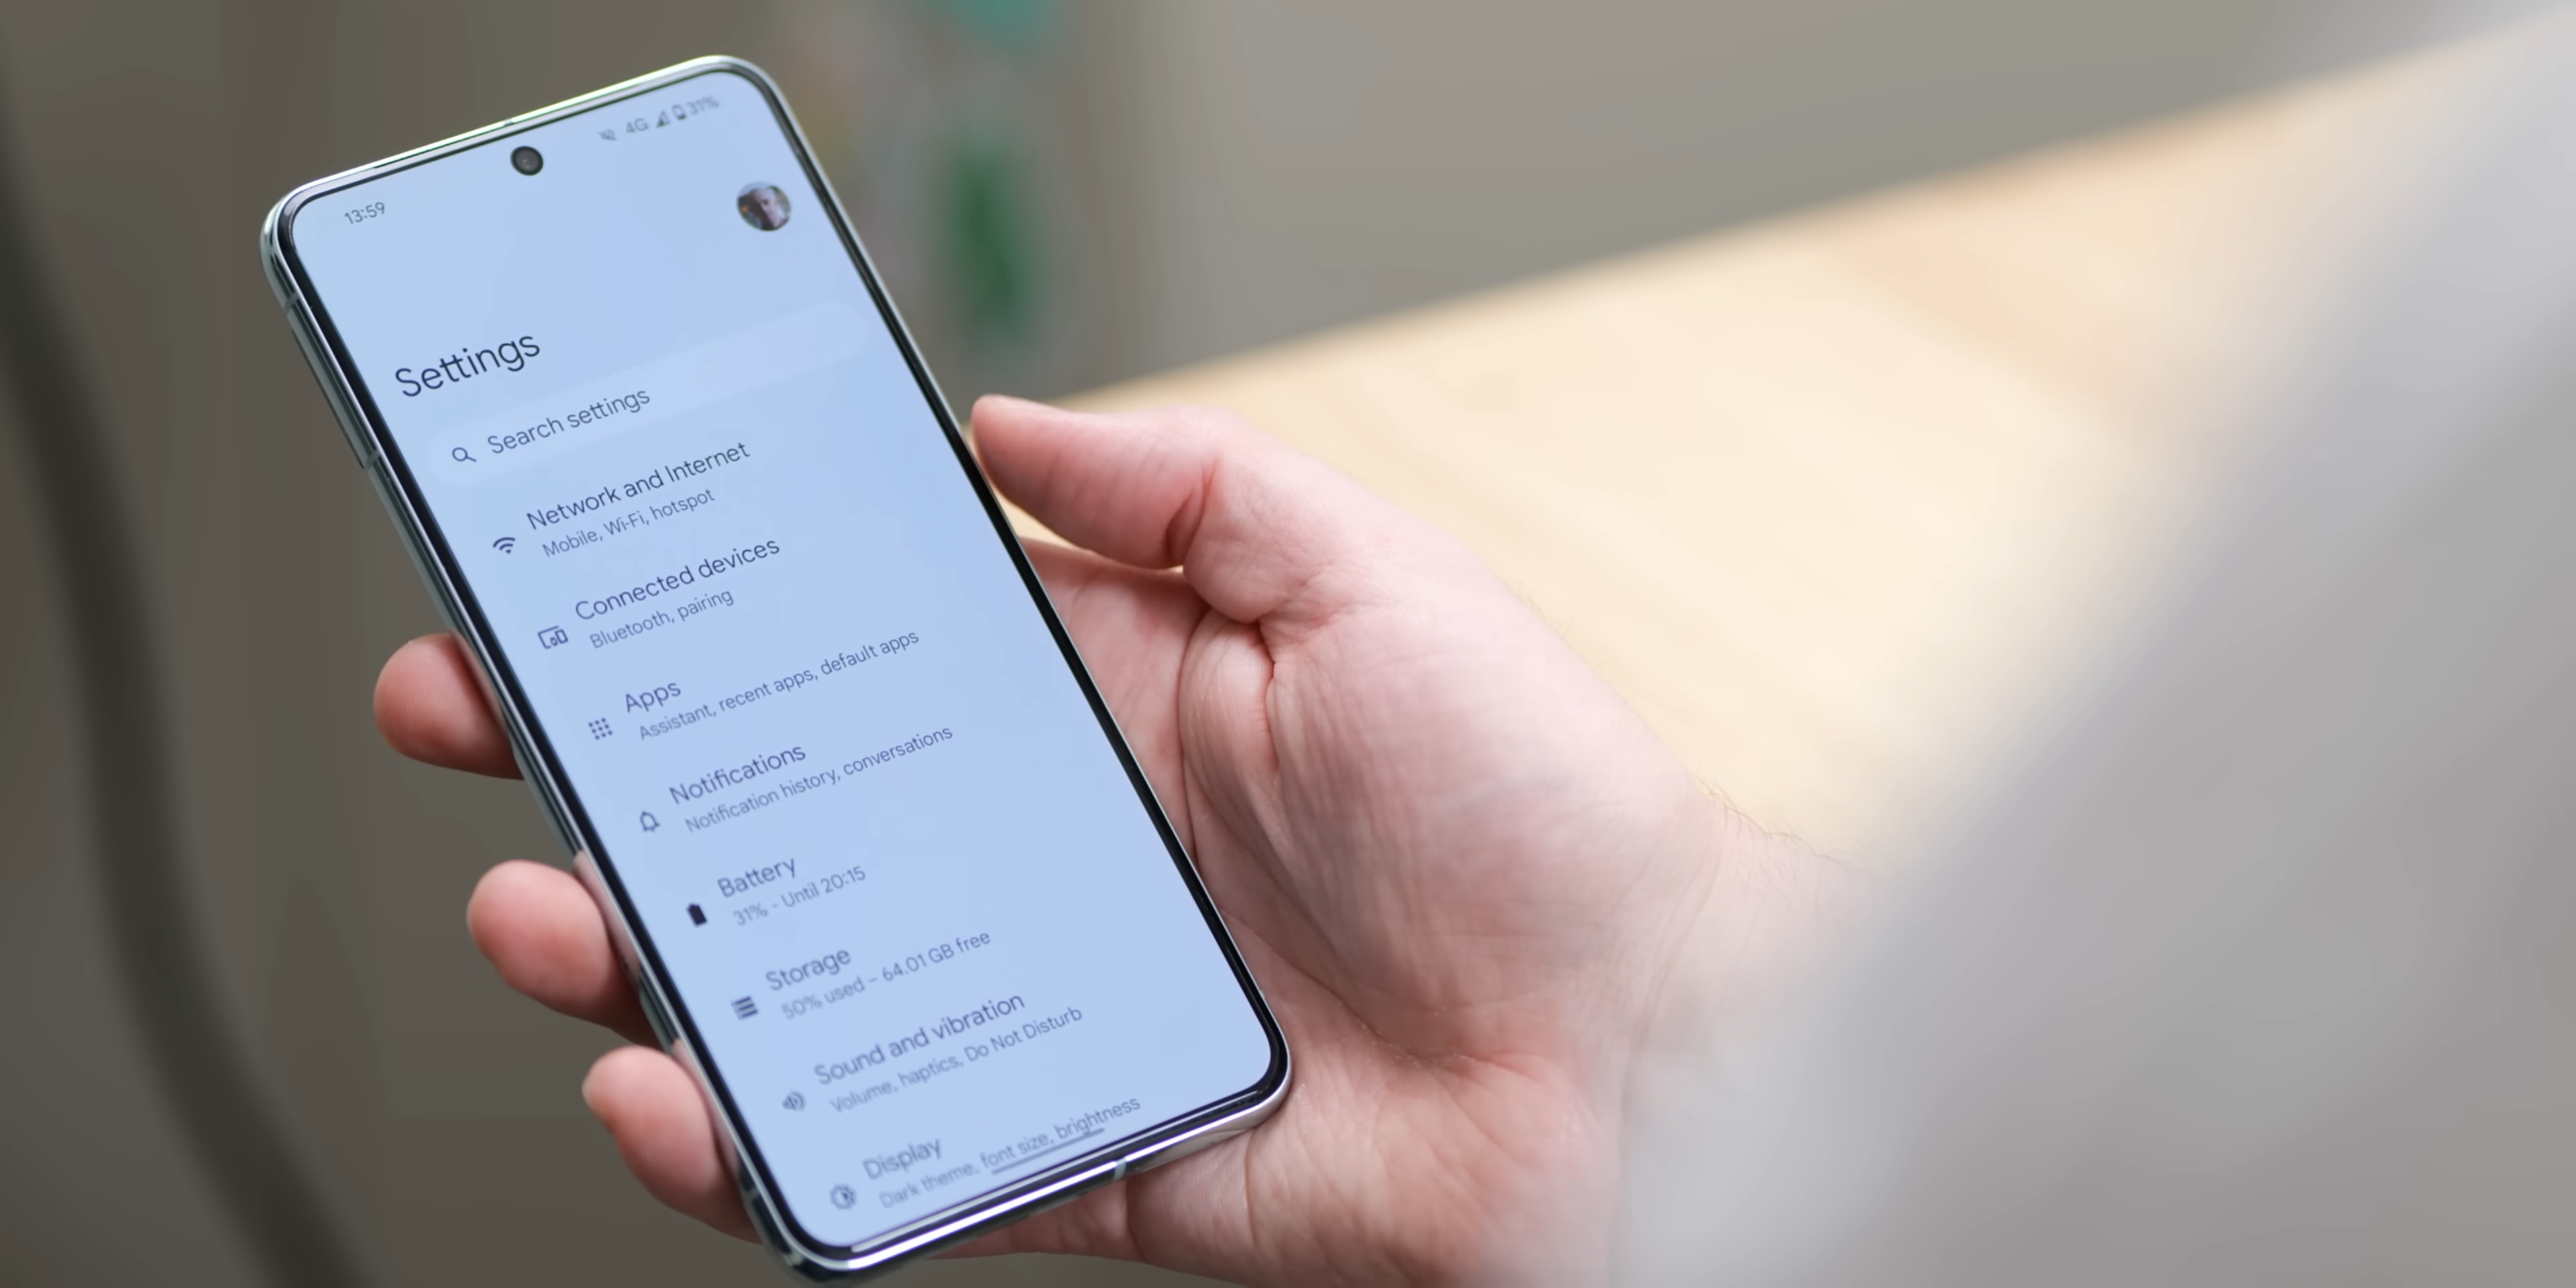 13:59
4G 31%
Settings
Search settings
Network and Internet
Mobile, Wi-Fi, hotspot
Connected devices
Bluetooth, pairing
Apps
Assistant, recent apps, default apps
Notifications
Notification history, conversations
Battery
31% - Until 20:15
Storage
50% used – 64.01 GB free
Sound and vibration
Volume, haptics, Do Not Disturb
Display
Dark theme, font size, brightness